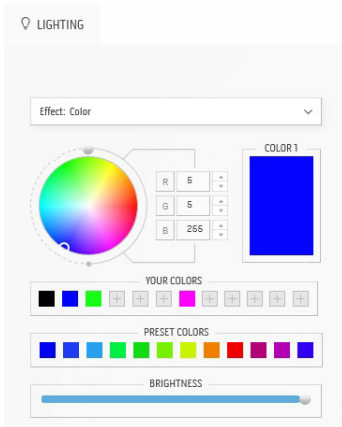 LIGHTING
Effect: Color
COLOR 1
R 5
G 5
B 255
YOUR COLORS
PRESET COLORS
BRIGHTNESS